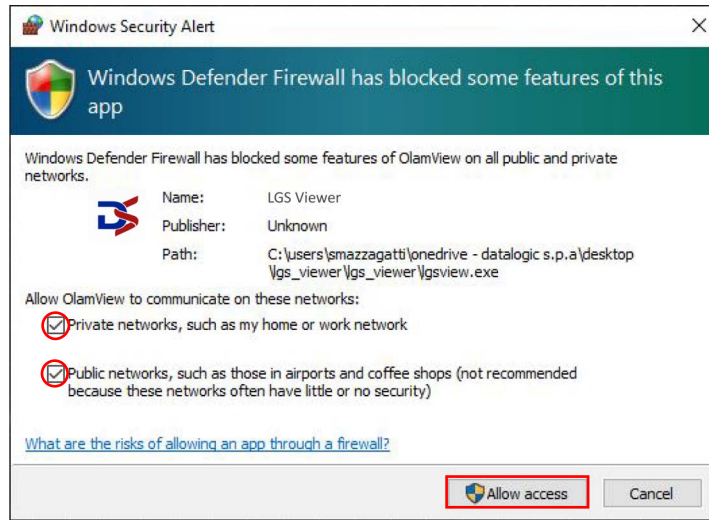 Windows Security Alert
Windows Defender Firewall has blocked some features of this
app
Windows Defender Firewall has blocked some features of OlamView on all public and private
networks.
Name: LGS Viewer
Publisher: Unknown
Path: C:\users\smazzagatti\onedrive - datalogic s.p.a\desktop
\lgs_viewer\lgs_viewer\lgsview.exe
Allow OlamView to communicate on these networks:
Private networks, such as my home or work network
Public networks, such as those in airports and coffee shops (not recommended
because these networks often have little or no security)
What are the risks of allowing an app through a firewall?
Allow access Cancel